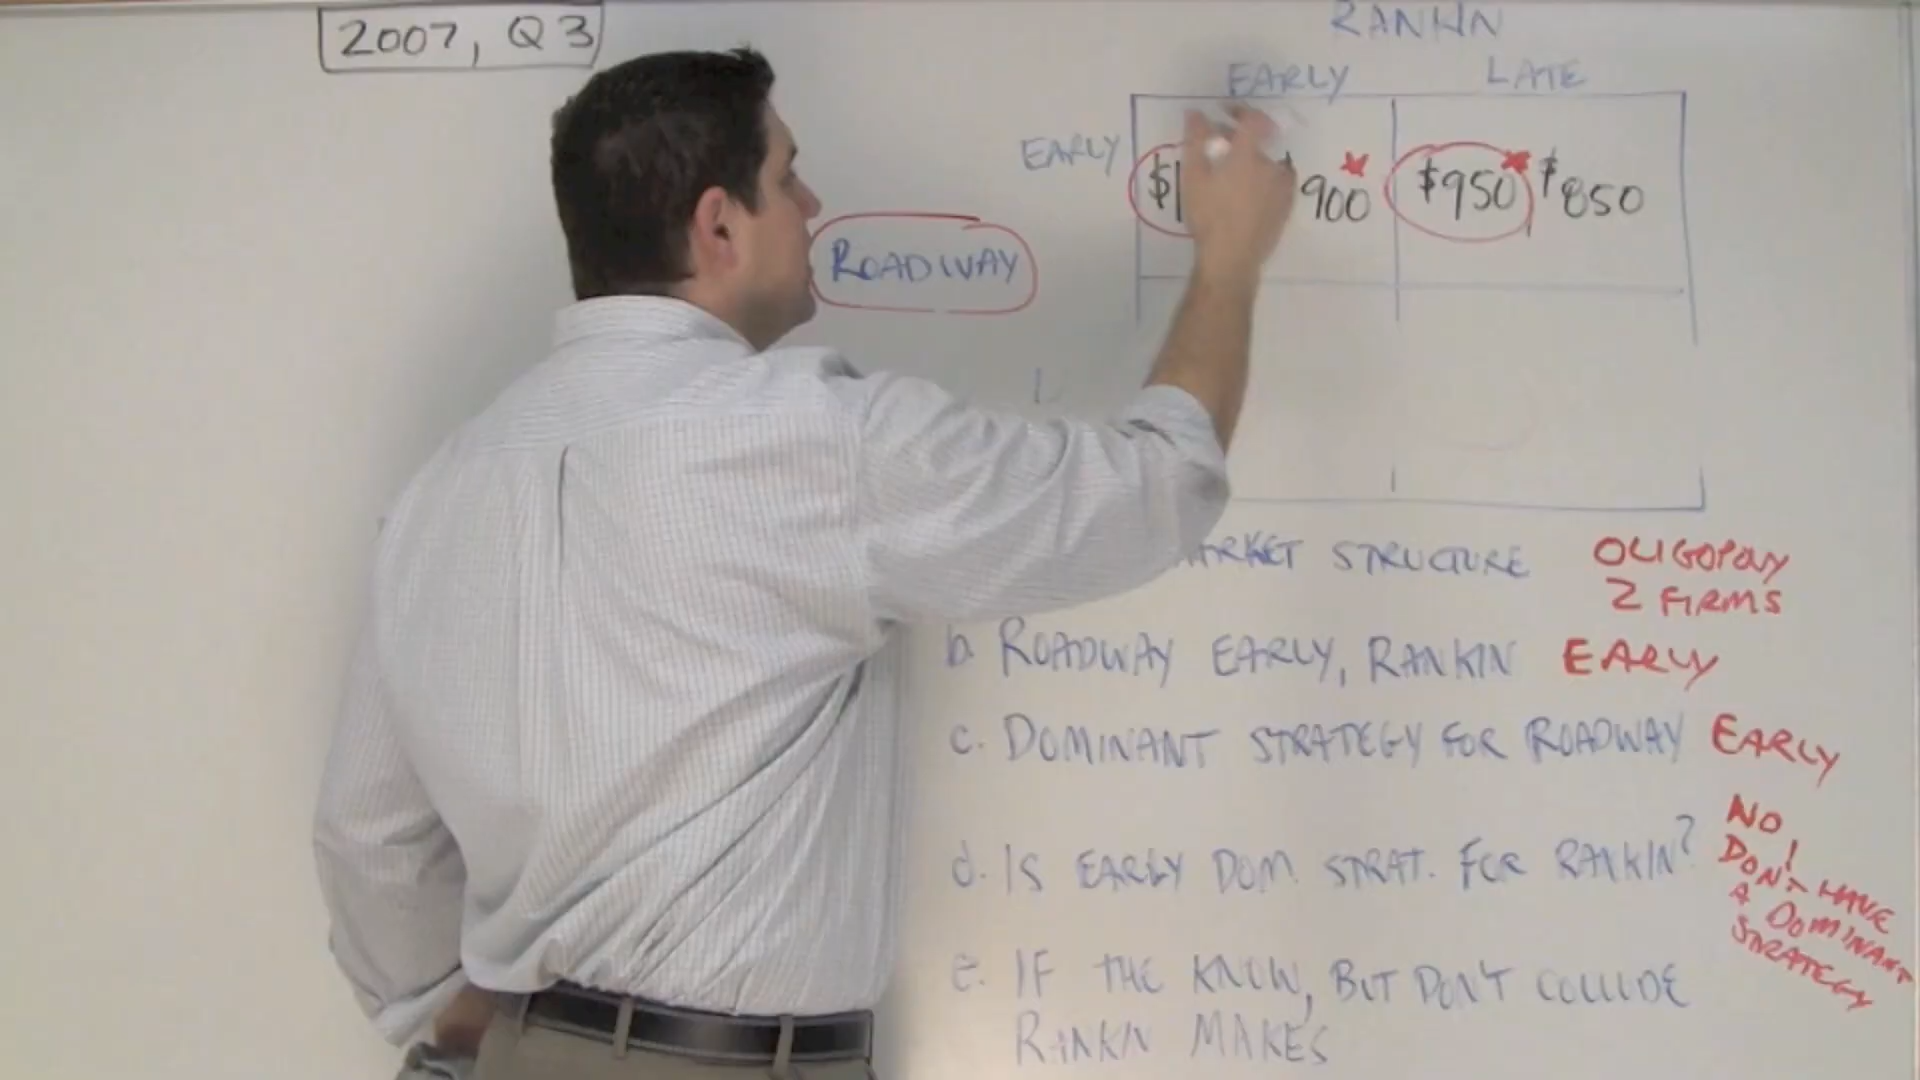 2007, Q3
RANKIN
EARLY LATE
EARLY $1 900 $950 $850
ROADWAY
MARKET STRUCTURE OLIGOPOLY
2 FIRMS
b. ROADWAY EARLY, RANKIN EARLY
c. DOMINANT STRATEGY FOR ROADWAY EARLY
d. IS EARLY DOM. STRAT. FOR RANKIN?
NO!
DON'T HAVE
A DOMINANT
STRATEGY
e. IF THE KNOW, BUT DON'T COLLUDE
RANKIN MAKES